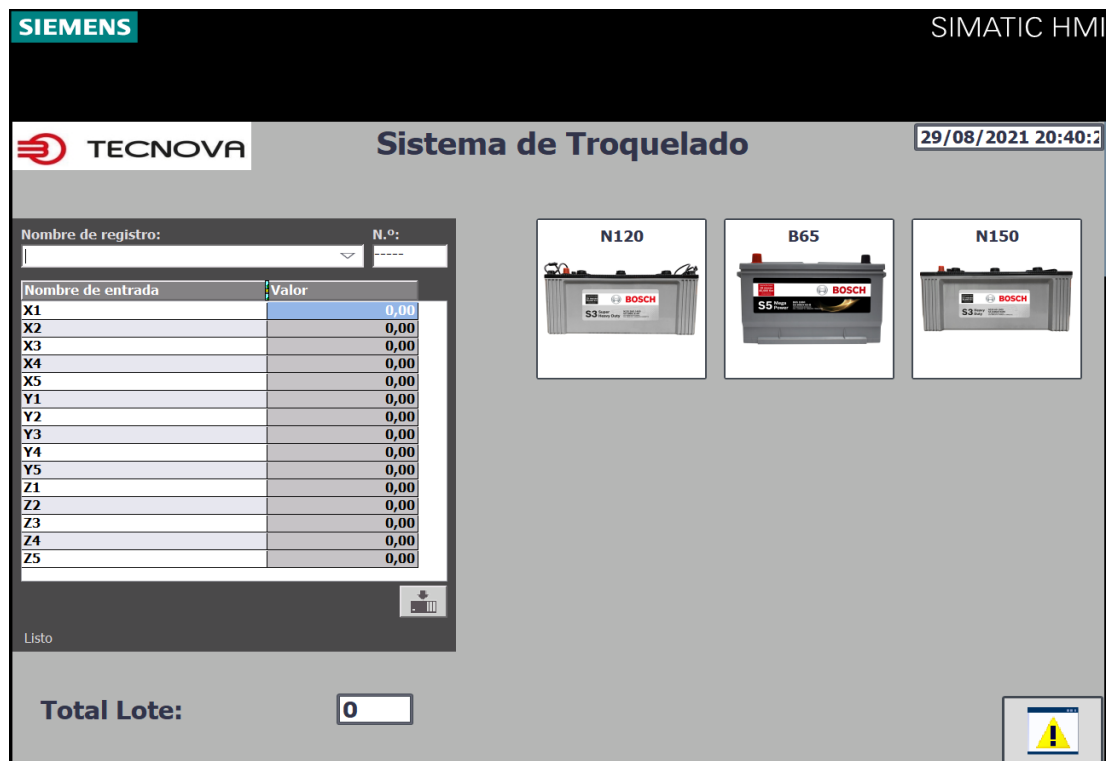 SIEMENS
SIMATIC HMI
TECNOVA
Sistema de Troquelado
29/08/2021 20:40:2
Nombre de registro:
N.º:
-----
Nombre de entrada Valor
X1 0,00
X2 0,00
X3 0,00
X4 0,00
X5 0,00
Y1 0,00
Y2 0,00
Y3 0,00
Y4 0,00
Y5 0,00
Z1 0,00
Z2 0,00
Z3 0,00
Z4 0,00
Z5 0,00
Listo
N120
BOSCH
S3
B65
BOSCH
S5 Mega
Power
N150
BOSCH
S3
Total Lote: 0